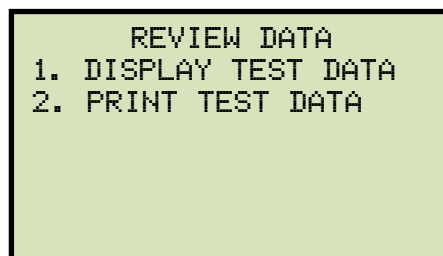 REVIEW DATA
1. DISPLAY TEST DATA
2. PRINT TEST DATA